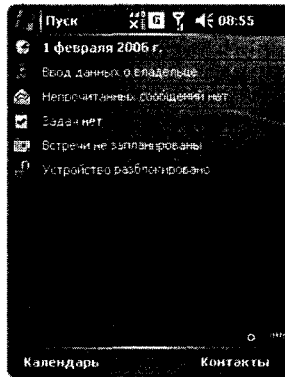 Пуск 08:55
1 февраля 2006 г.
Ввод данных о владельце
Непрочитанных сообщений нет
Задач нет
Встречи не запланированы
Устройство разблокировано
Календарь Контакты